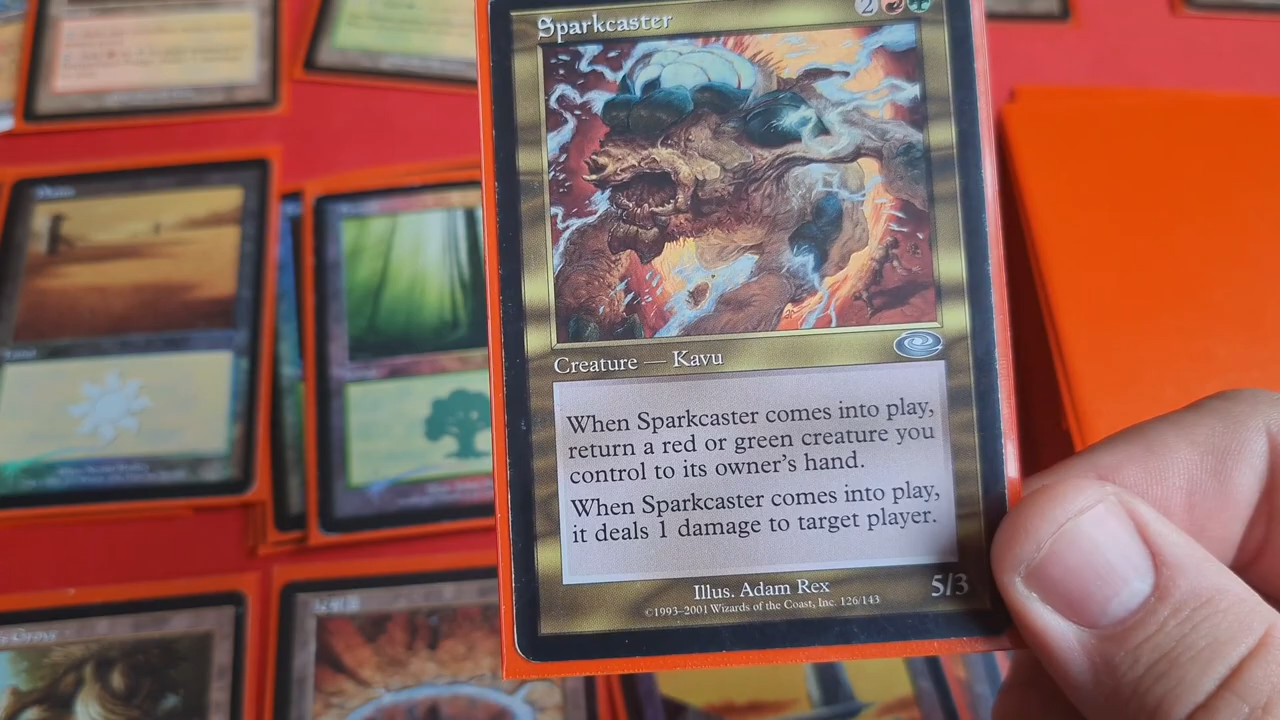 Sparkcaster
2
Creature — Kavu
When Sparkcaster comes into play,
return a red or green creature you
control to its owner's hand.
When Sparkcaster comes into play,
it deals 1 damage to target player.
Illus. Adam Rex
5/3
©1993–2001 Wizards of the Coast, Inc. 126/143
Grove